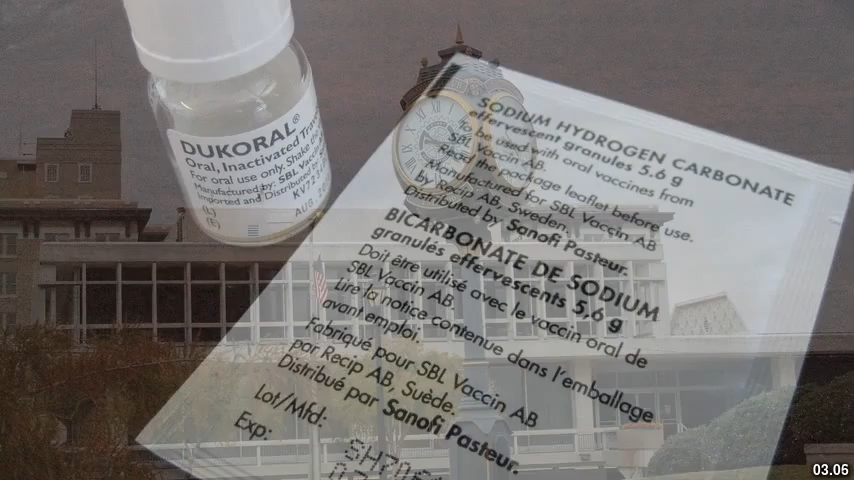 DUKORAL®
Oral, Inactivated
For oral use only. Shake the
Manufactured by: SBL Vaccin
Imported and Distributed
AUG
(L)
(E)
SODIUM HYDROGEN CARBONATE
effervescent granules 5.6 g
To be used with oral vaccines from
SBL Vaccin AB.
Read the package leaflet before use.
Manufactured for SBL Vaccin AB
by Recip AB, Sweden.
Distributed by Sanofi Pasteur.
BICARBONATE DE SODIUM
granulés effervescents 5,6 g
Doit être utilisé avec le vaccin oral de
SBL Vaccin AB.
Lire la notice contenue dans l'emballage
avant emploi.
Fabriqué pour SBL Vaccin AB
par Recip AB, Suède.
Distribué par Sanofi Pasteur.
Lot/Mfd:
Exp:
03.06